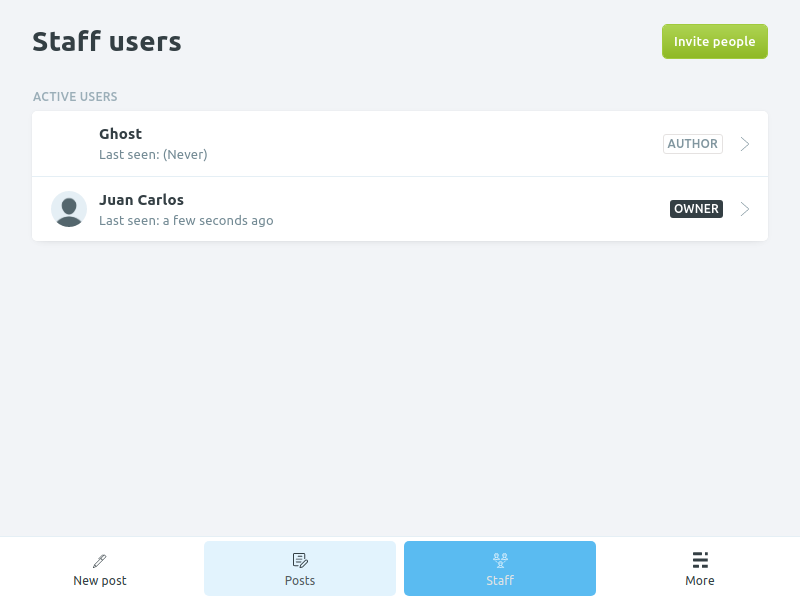 Staff users
Invite people
ACTIVE USERS
Ghost
Last seen: (Never)
AUTHOR
Juan Carlos
Last seen: a few seconds ago
OWNER
New post
Posts
Staff
More